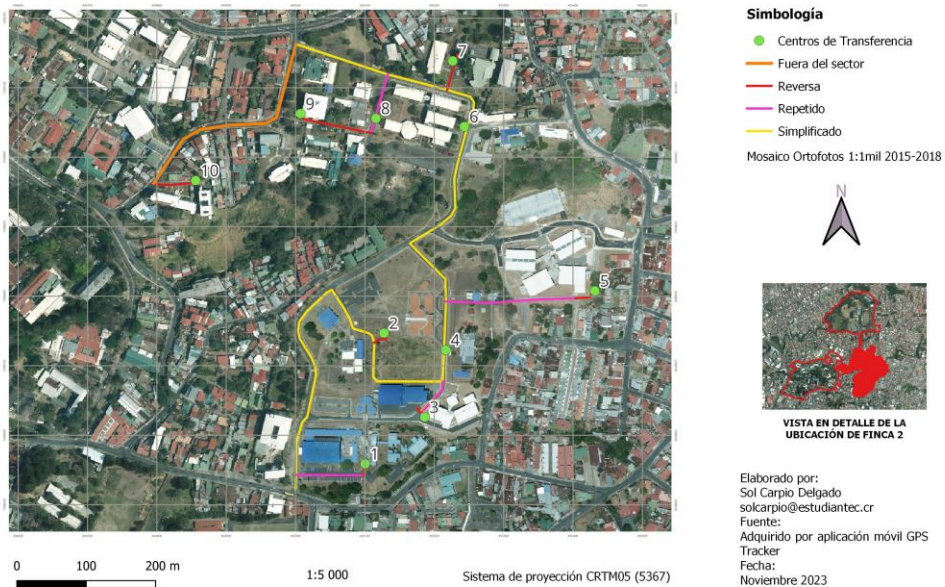 Simbología
Centros de Transferencia
Fuera del sector
Reversa
Repetido
Simplificado
Mosaico Ortofotos 1:1mil 2015-2018
N
7
9
8
6
10
5
2
4
3
1
VISTA EN DETALLE DE LA
UBICACIÓN DE FINCA 2
Elaborado por:
Sol Carpio Delgado
solcarpio@estudiantec.cr
Fuente:
Adquirido por aplicación móvil GPS
Tracker
Fecha:
Noviembre 2023
0 100 200 m
1:5 000
Sistema de proyección CRTM05 (5367)